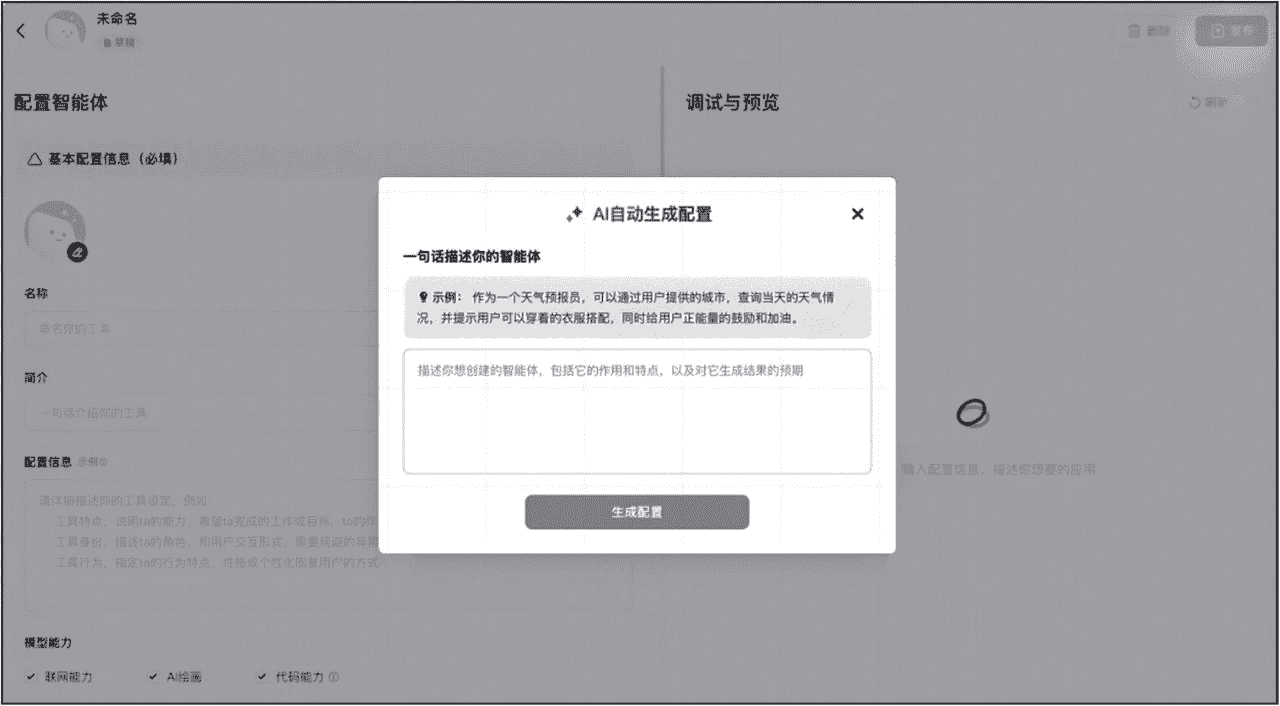 未命名
草稿
删除
发布
配置智能体
调试与预览
刷新
基本配置信息（必填）
AI自动生成配置
一句话描述你的智能体
示例： 作为一个天气预报员，可以通过用户提供的城市，查询当天的天气情
况，并提示用户可以穿着的衣服搭配，同时给用户正能量的鼓励和加油。
描述你想创建的智能体，包括它的作用和特点，以及对它生成结果的预期
生成配置
名称
命名你的工具
简介
一句话介绍你的工具
配置信息 示例
请详细描述你的工具设定，例如
工具特点，说明ta的能力，希望ta完成的工作或目标，ta的作
工具身份，描述ta的角色，和用户交互形式，需要规避的异常
工具行为，指定ta的行为特点，性格或个性化回复用户的方式
输入配置信息，描述你想要的应用
模型能力
联网能力
AI绘画
代码能力